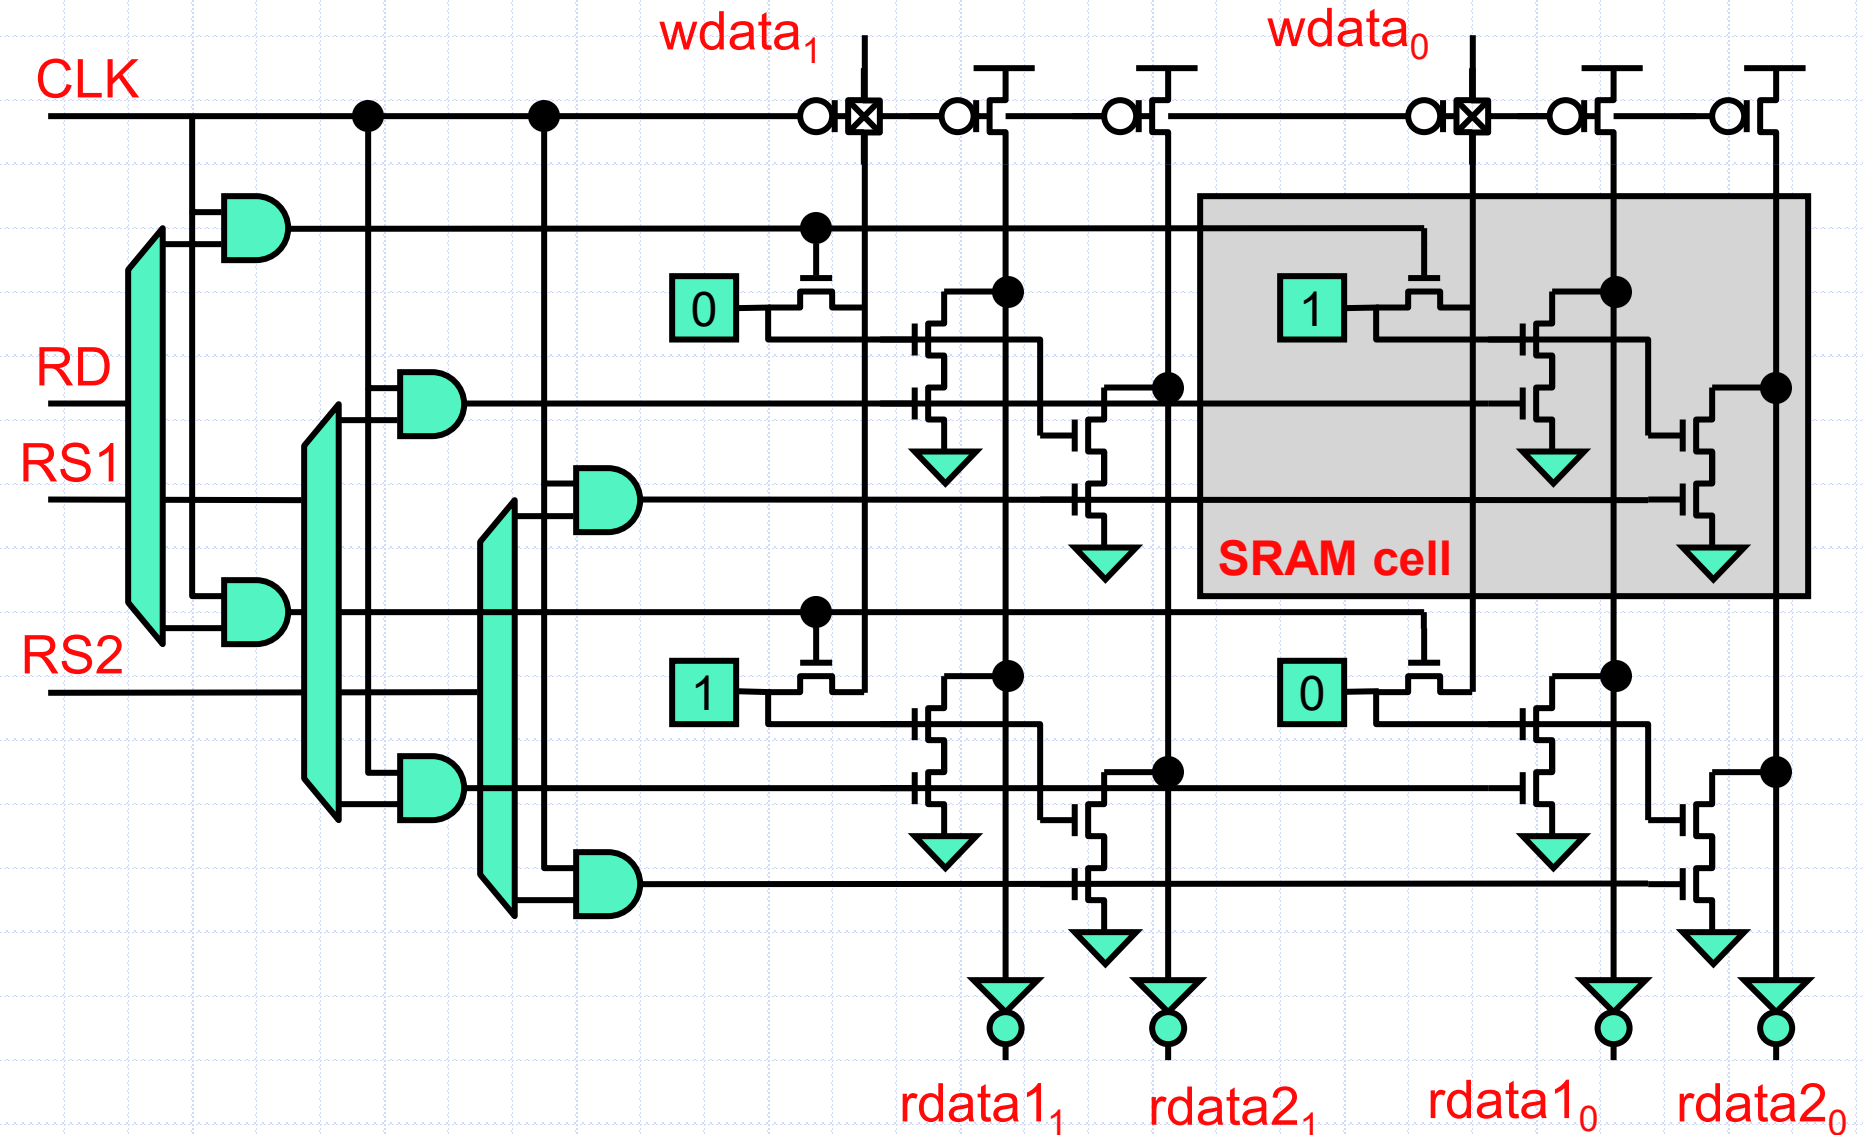 wdata₁
wdata₀
CLK
0
1
RD
RS1
SRAM cell
RS2
1
0
rdata1₁
rdata2₁
rdata1₀
rdata2₀